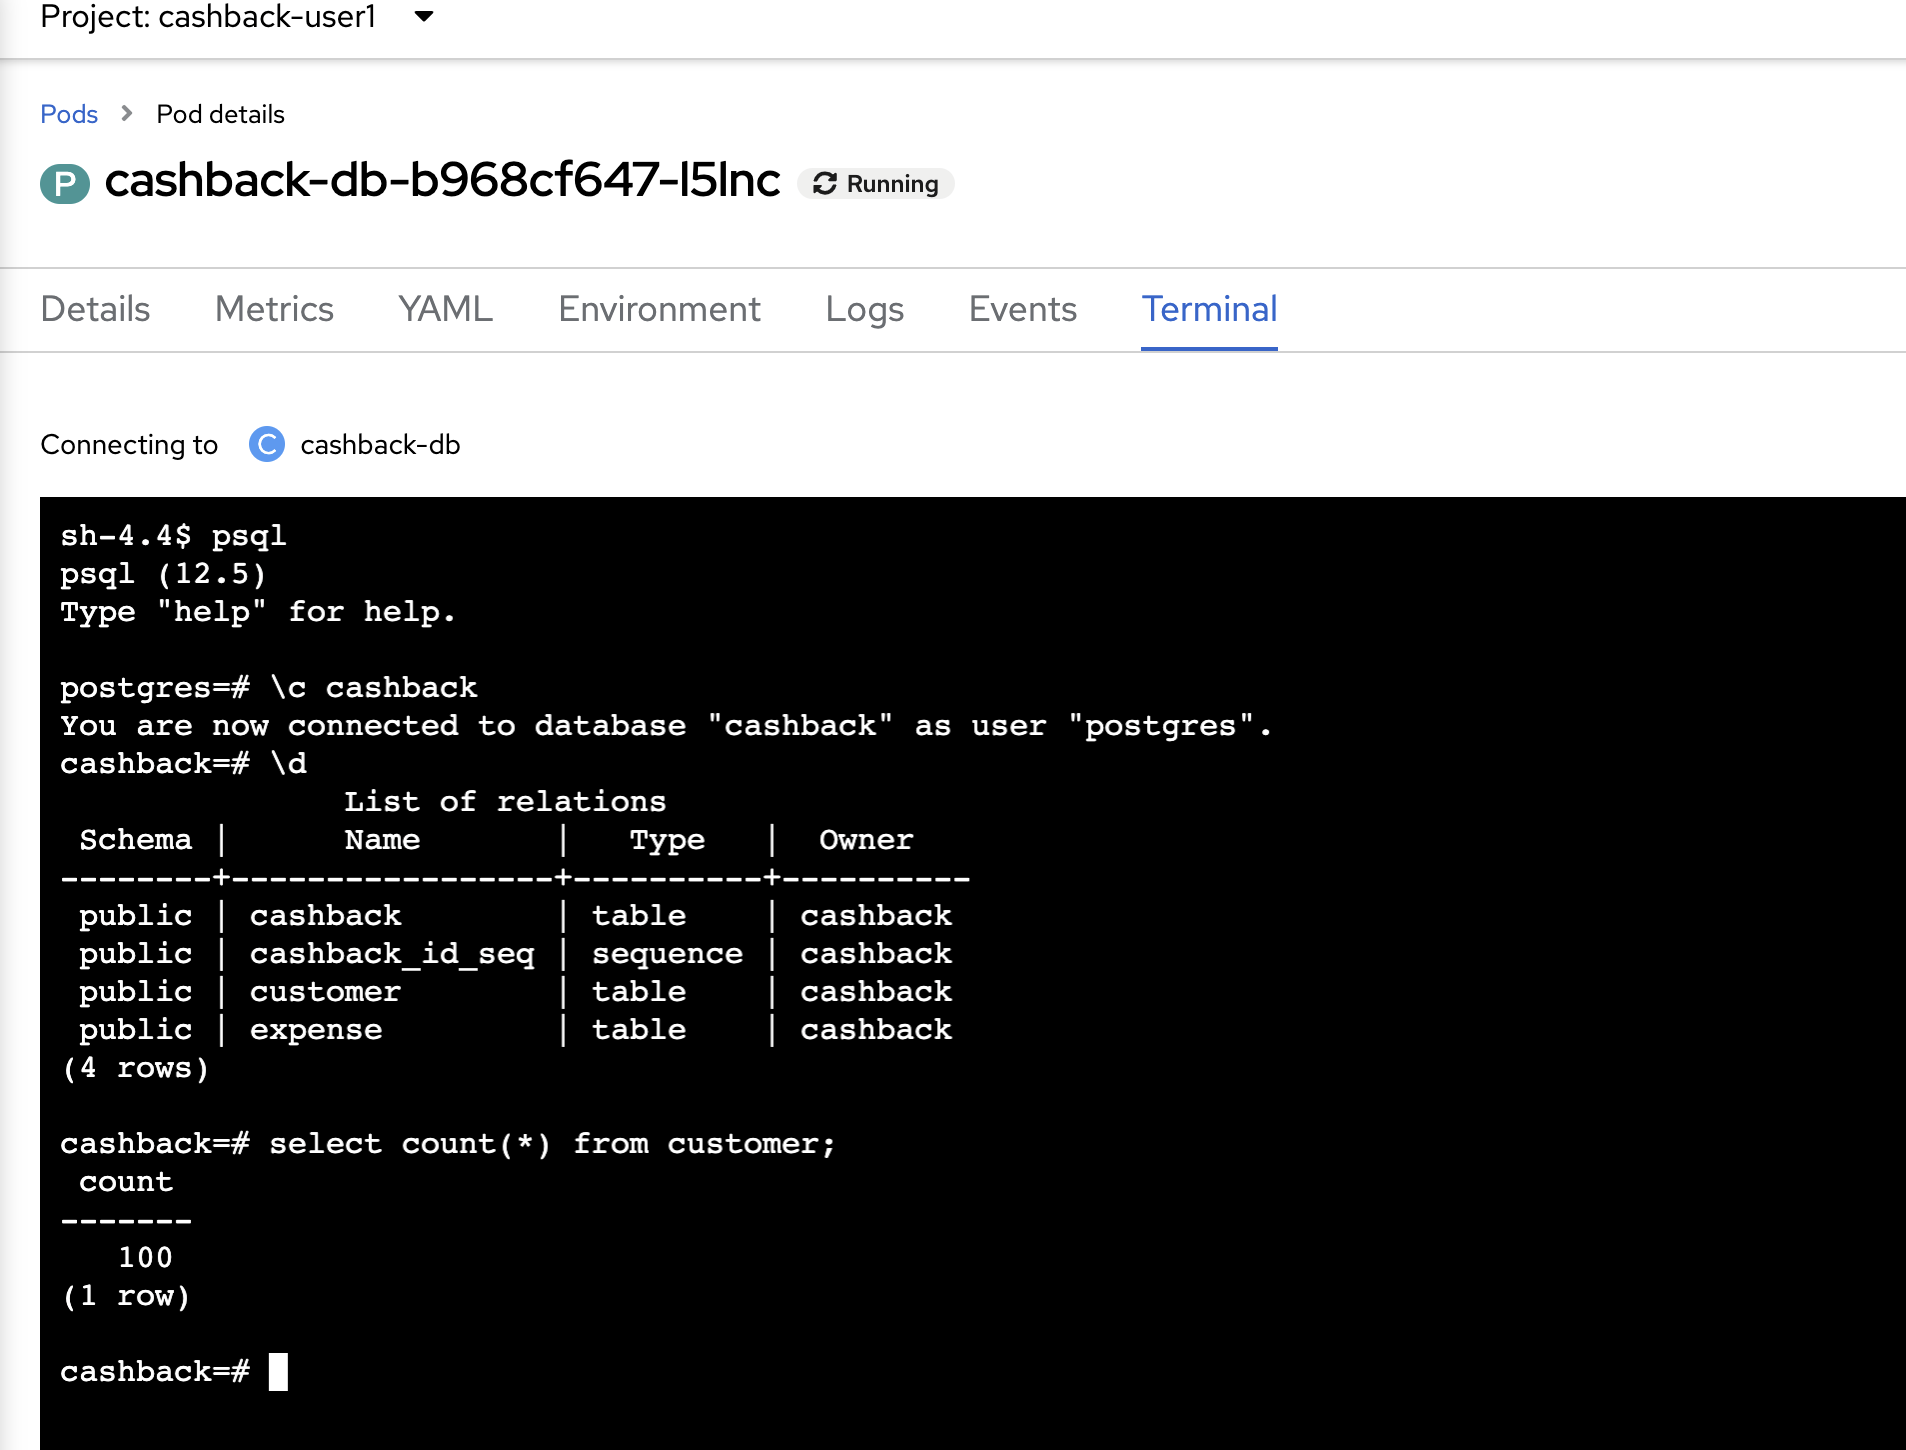 Project: cashback-user1
Pods > Pod details
P cashback-db-b968cf647-l5lnc Running
Details Metrics YAML Environment Logs Events Terminal
Connecting to C cashback-db
sh-4.4$ psql
psql (12.5)
Type "help" for help.
postgres=# \c cashback
You are now connected to database "cashback" as user "postgres".
cashback=# \d
               List of relations
 Schema |      Name       |   Type   |  Owner
--------+-----------------+----------+----------
 public | cashback        | table    | cashback
 public | cashback_id_seq | sequence | cashback
 public | customer        | table    | cashback
 public | expense         | table    | cashback
(4 rows)
cashback=# select count(*) from customer;
 count
-------
   100
(1 row)
cashback=#